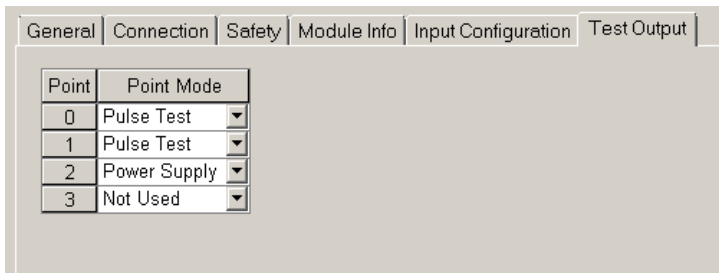 General Connection Safety Module Info Input Configuration Test Output
Point Point Mode
0 Pulse Test
1 Pulse Test
2 Power Supply
3 Not Used